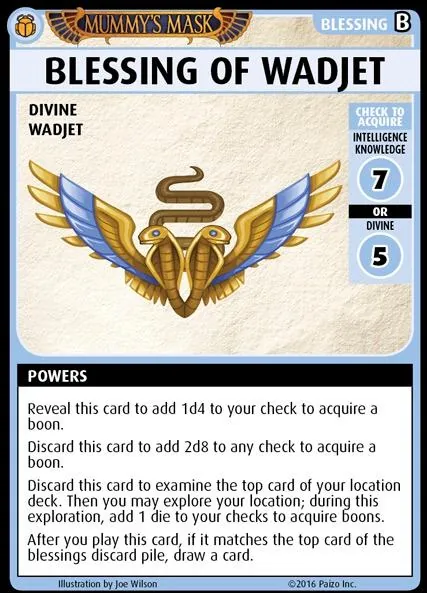 MUMMY'S MASK
BLESSING B
BLESSING OF WADJET
DIVINE
WADJET
CHECK TO
ACQUIRE
INTELLIGENCE
KNOWLEDGE
7
OR
DIVINE
5
POWERS
Reveal this card to add 1d4 to your check to acquire a
boon.
Discard this card to add 2d8 to any check to acquire a
boon.
Discard this card to examine the top card of your location
deck. Then you may explore your location; during this
exploration, add 1 die to your checks to acquire boons.
After you play this card, if it matches the top card of the
blessings discard pile, draw a card.
Illustration by Joe Wilson
©2016 Paizo Inc.